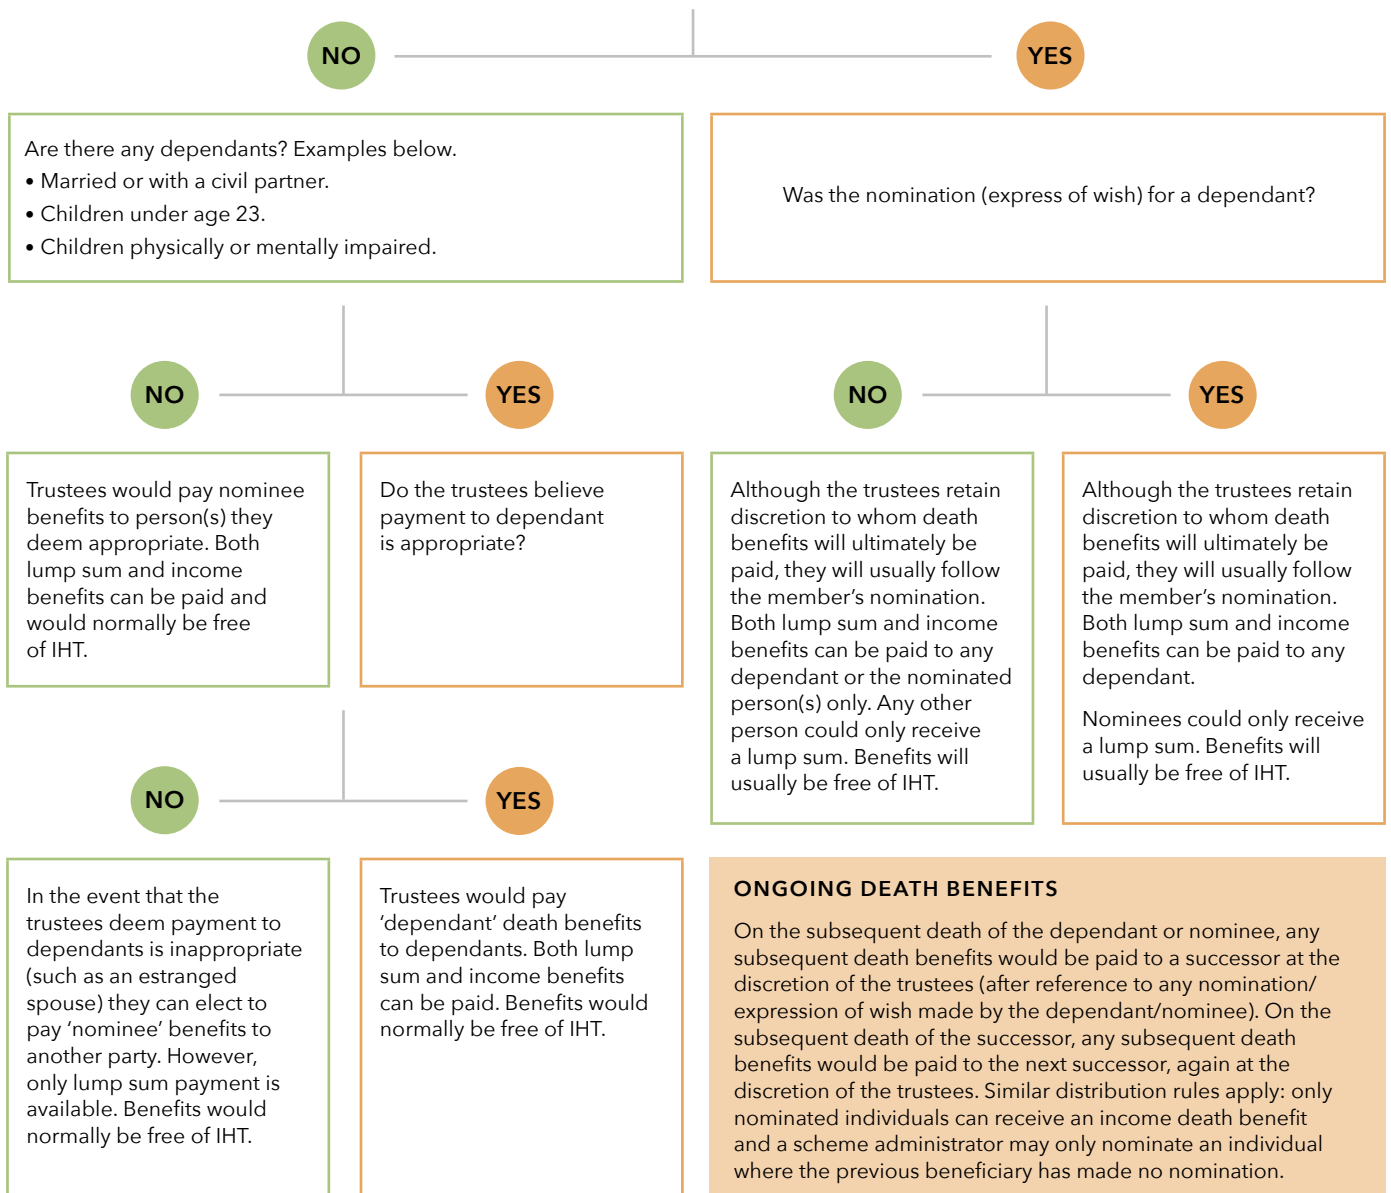 NO
YES
Are there any dependants? Examples below.
• Married or with a civil partner.
• Children under age 23.
• Children physically or mentally impaired.
Was the nomination (express of wish) for a dependant?
NO
YES
NO
YES
Trustees would pay nominee
benefits to person(s) they
deem appropriate. Both
lump sum and income
benefits can be paid and
would normally be free
of IHT.
Do the trustees believe
payment to dependant
is appropriate?
Although the trustees retain
discretion to whom death
benefits will ultimately be
paid, they will usually follow
the member’s nomination.
Both lump sum and income
benefits can be paid to any
dependant or the nominated
person(s) only. Any other
person could only receive
a lump sum. Benefits will
usually be free of IHT.
Although the trustees retain
discretion to whom death
benefits will ultimately be
paid, they will usually follow
the member’s nomination.
Both lump sum and income
benefits can be paid to any
dependant.
Nominees could only receive
a lump sum. Benefits will
usually be free of IHT.
NO
YES
In the event that the
trustees deem payment to
dependants is inappropriate
(such as an estranged
spouse) they can elect to
pay ‘nominee’ benefits to
another party. However,
only lump sum payment is
available. Benefits would
normally be free of IHT.
Trustees would pay
‘dependant’ death benefits
to dependants. Both lump
sum and income benefits
can be paid. Benefits would
normally be free of IHT.
ONGOING DEATH BENEFITS
On the subsequent death of the dependant or nominee, any
subsequent death benefits would be paid to a successor at the
discretion of the trustees (after reference to any nomination/
expression of wish made by the dependant/nominee). On the
subsequent death of the successor, any subsequent death
benefits would be paid to the next successor, again at the
discretion of the trustees. Similar distribution rules apply: only
nominated individuals can receive an income death benefit
and a scheme administrator may only nominate an individual
where the previous beneficiary has made no nomination.